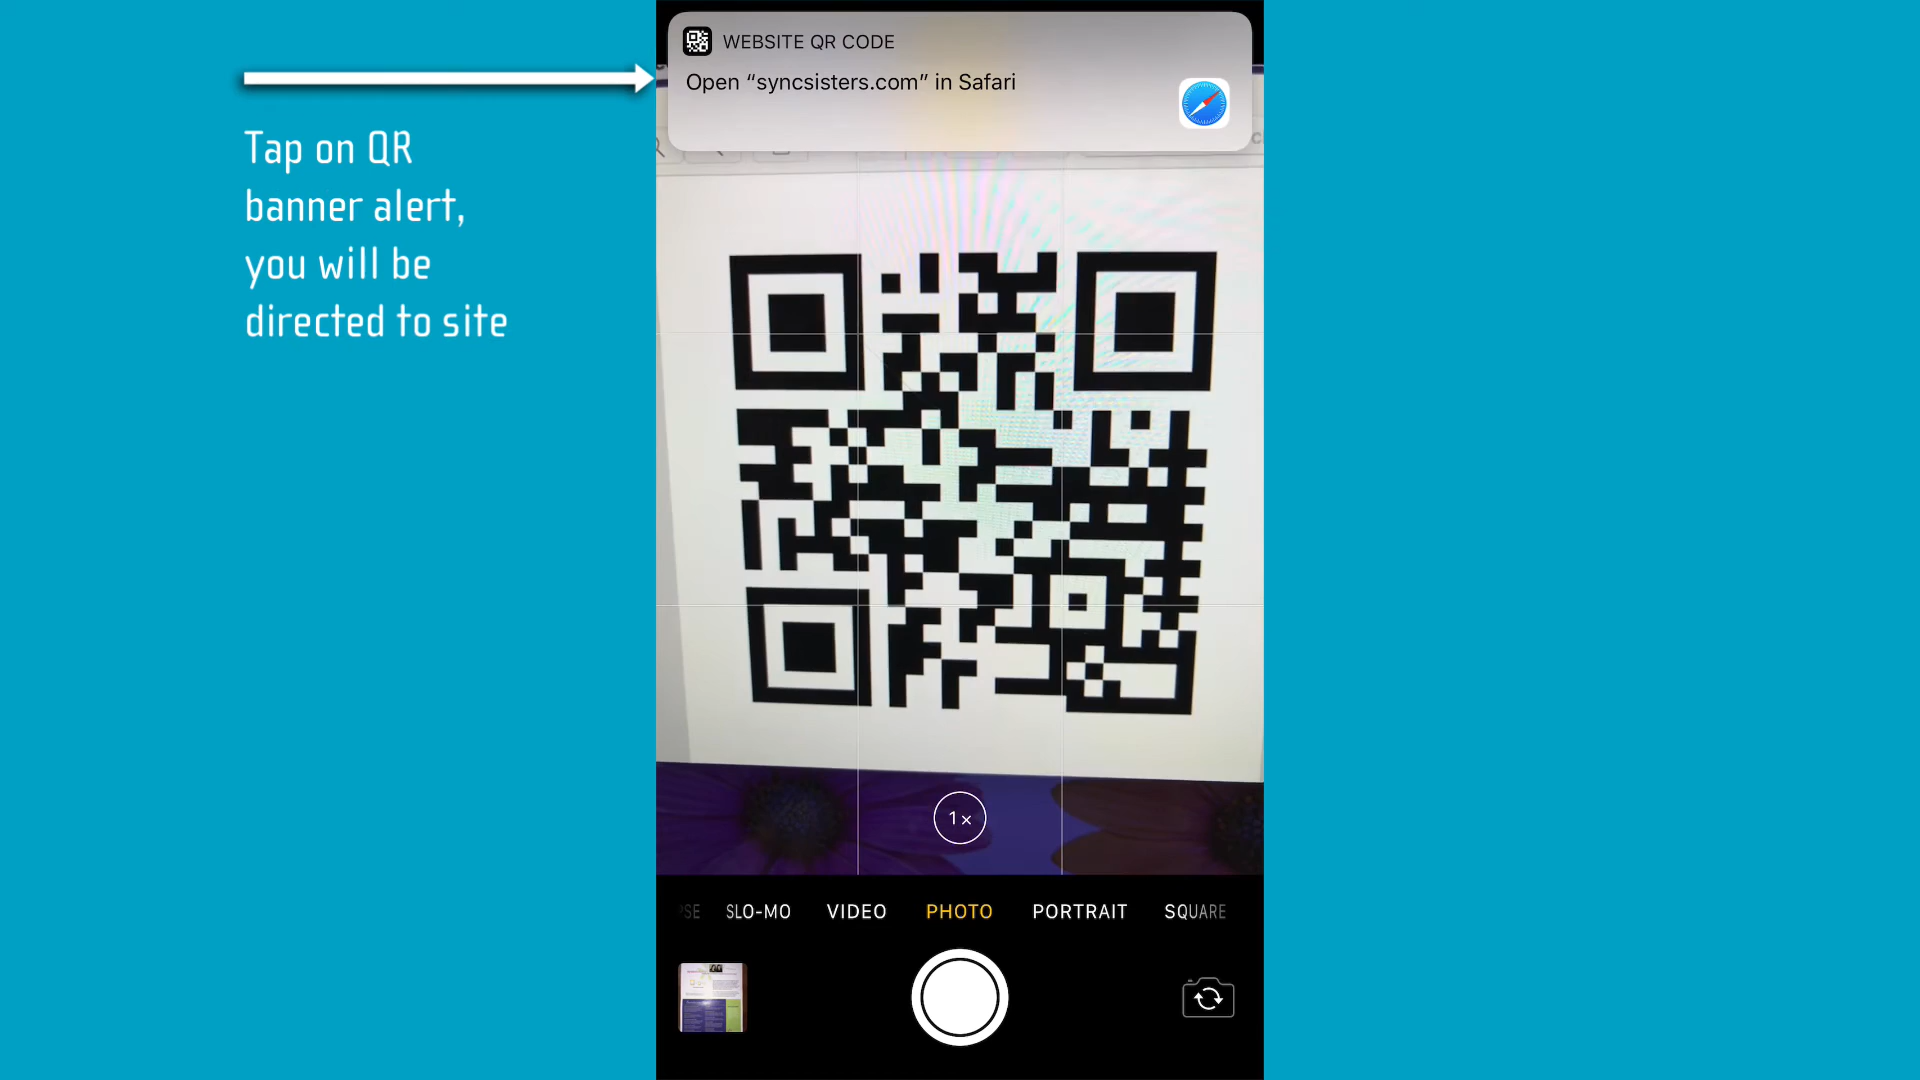 WEBSITE QR CODE
Open “syncsisters.com” in Safari
Tap on QR
banner alert,
you will be
directed to site
1×
SLO-MO VIDEO PHOTO PORTRAIT SQUARE